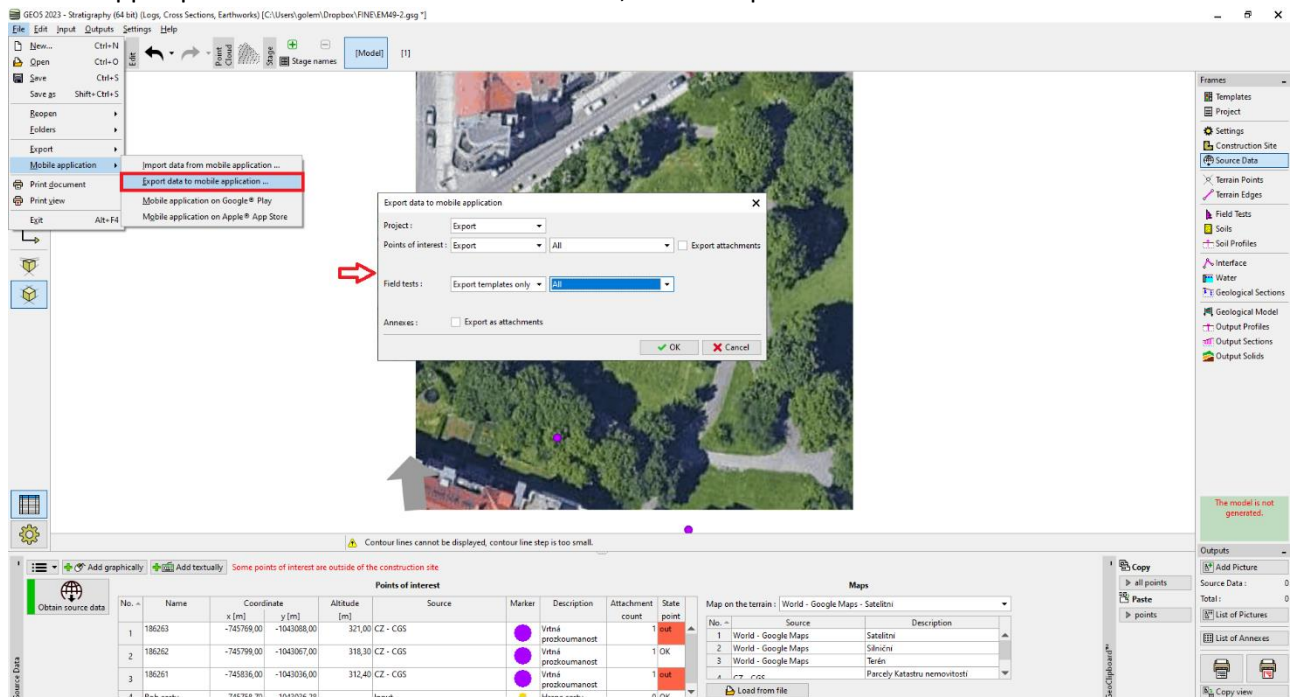 GEO5 2023 - Stratigraphy (64 bit) (Logs, Cross Sections, Earthworks) [C:\Users\golem\Dropbox\FINE\EM49-2.gsg *]
File Edit Input Outputs Settings Help
New... Ctrl+N
Open Ctrl+O
Save Ctrl+S
Save as Shift+Ctrl+S
Reopen
Folders
Export
Mobile application
Print document
Print view
Exit Alt+F4
Import data from mobile application ...
Export data to mobile application ...
Mobile application on Google® Play
Mobile application on Apple® App Store
Edit
Point Cloud
Stage
Stage names
[Model] [1]
Export data to mobile application
Project : Export
Points of interest : Export All Export attachments
Field tests : Export templates only All
Annexes : Export as attachments
OK Cancel
Contour lines cannot be displayed, contour line step is too small.
Frames
Templates
Project
Settings
Construction Site
Source Data
Terrain Points
Terrain Edges
Field Tests
Soils
Soil Profiles
Interface
Water
Geological Sections
Geological Model
Output Profiles
Output Sections
Output Solids
The model is not
generated.
Outputs
Add Picture
Source Data : 0
Total : 0
List of Pictures
List of Annexes
Copy view
Add graphically Add textually Some points of interest are outside of the construction site
Obtain source data
Source Data
Points of interest
No. Name Coordinate Altitude Source Marker Description Attachment State
x [m] y [m] [m] count point
1 186263 -745769,00 -1043088,00 321,00 CZ - CGS Vrtná prozkoumanost 1 out
2 186262 -745799,00 -1043067,00 318,30 CZ - CGS Vrtná prozkoumanost 1 OK
3 186261 -745836,00 -1043036,00 312,40 CZ - CGS Vrtná prozkoumanost 1 out
Maps
Map on the terrain : World - Google Maps - Satelitní
No. Source Description
1 World - Google Maps Satelitní
2 World - Google Maps Silniční
3 World - Google Maps Terén
4 CZ - CGS Parcely Katastru nemovitostí
Load from file
GeoClipboard™
Copy
all points
Paste
points